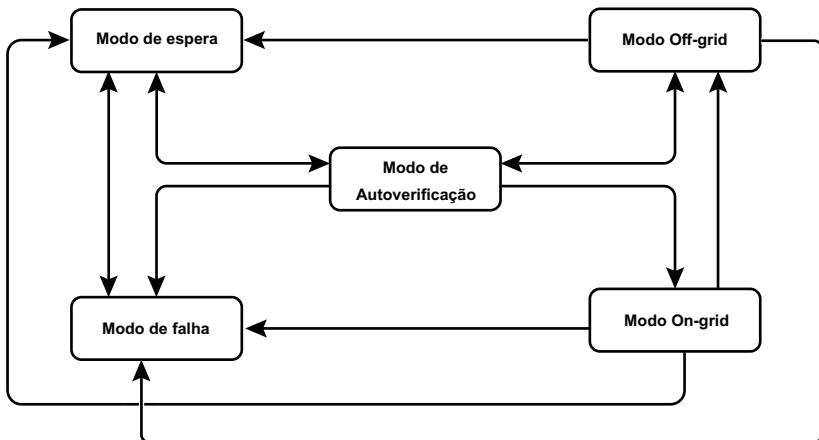 Modo de espera
Modo Off-grid
Modo de
Autoverificação
Modo de falha
Modo On-grid